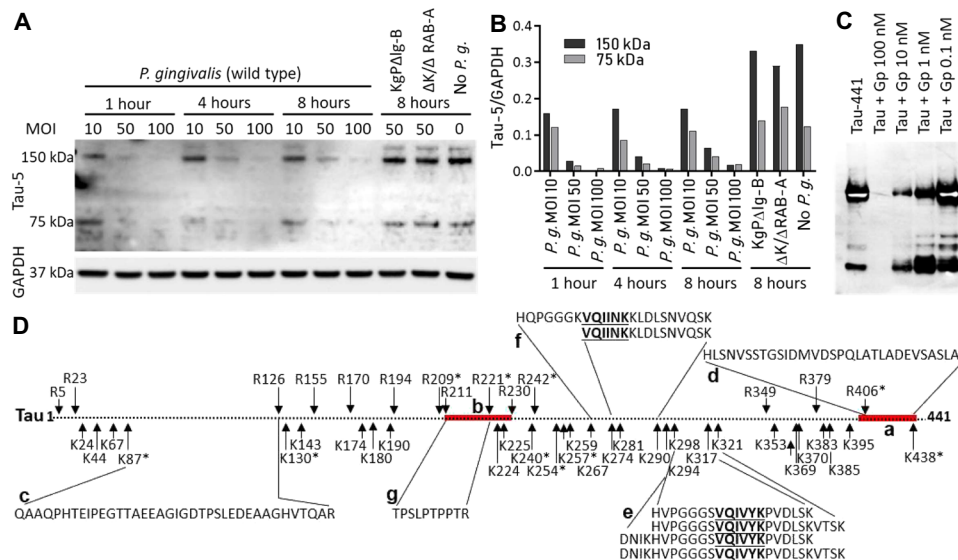 A
P. gingivalis (wild type)
KgPΔIg-B
ΔK/Δ RAB-A
No P. g.
1 hour 4 hours 8 hours 8 hours
MOI 10 50 100 10 50 100 10 50 100 50 50 0
Tau-5
150 kDa
75 kDa
GAPDH
37 kDa
B
Tau-5/GAPDH
0.4
0.3
0.2
0.1
0.0
150 kDa
75 kDa
P. g. MOI 10
P. g. MOI 50
P. g. MOI 100
P. g. MOI 10
P. g. MOI 50
P. g. MOI 100
P. g. MOI 10
P. g. MOI 50
P. g. MOI 100
KgPΔIg-B
ΔK/ΔRAB-A
No P. g.
1 hour 4 hours 8 hours 8 hours
C
Tau-441
Tau + Gp 100 nM
Tau + Gp 10 nM
Tau + Gp 1 nM
Tau + Gp 0.1 nM
D
HQPGGGKVQIINKKLDLSNVQSK
VQIINKKLDLSNVQSK
f
HLSNVSSTGSIDMVDSPQLATLADEVSASLA
d
R5 R23 R126 R155 R170 R194 R209* R211 R221* R230 R242* R349 R379 R406*
b
Tau 1 441
a
K24 K44 K67 K87* K130* K143 K174 K180 K190 K224 K225 K240* K254* K257* K259 K267 K274 K281 K290 K294 K298 K317 K321 K353 K369 K370 K383 K385 K395 K438*
c
QAAQPHTEIPEGTTAEEAGIGDTPSLEDEAAGHVTQAR
g
TPSLPTPPTR
e
HVPGGGSVQIVYKPVDLSK
HVPGGGSVQIVYKPVDLSKVTSK
DNIKHVPGGGSVQIVYKPVDLSK
DNIKHVPGGGSVQIVYKPVDLSKVTSK